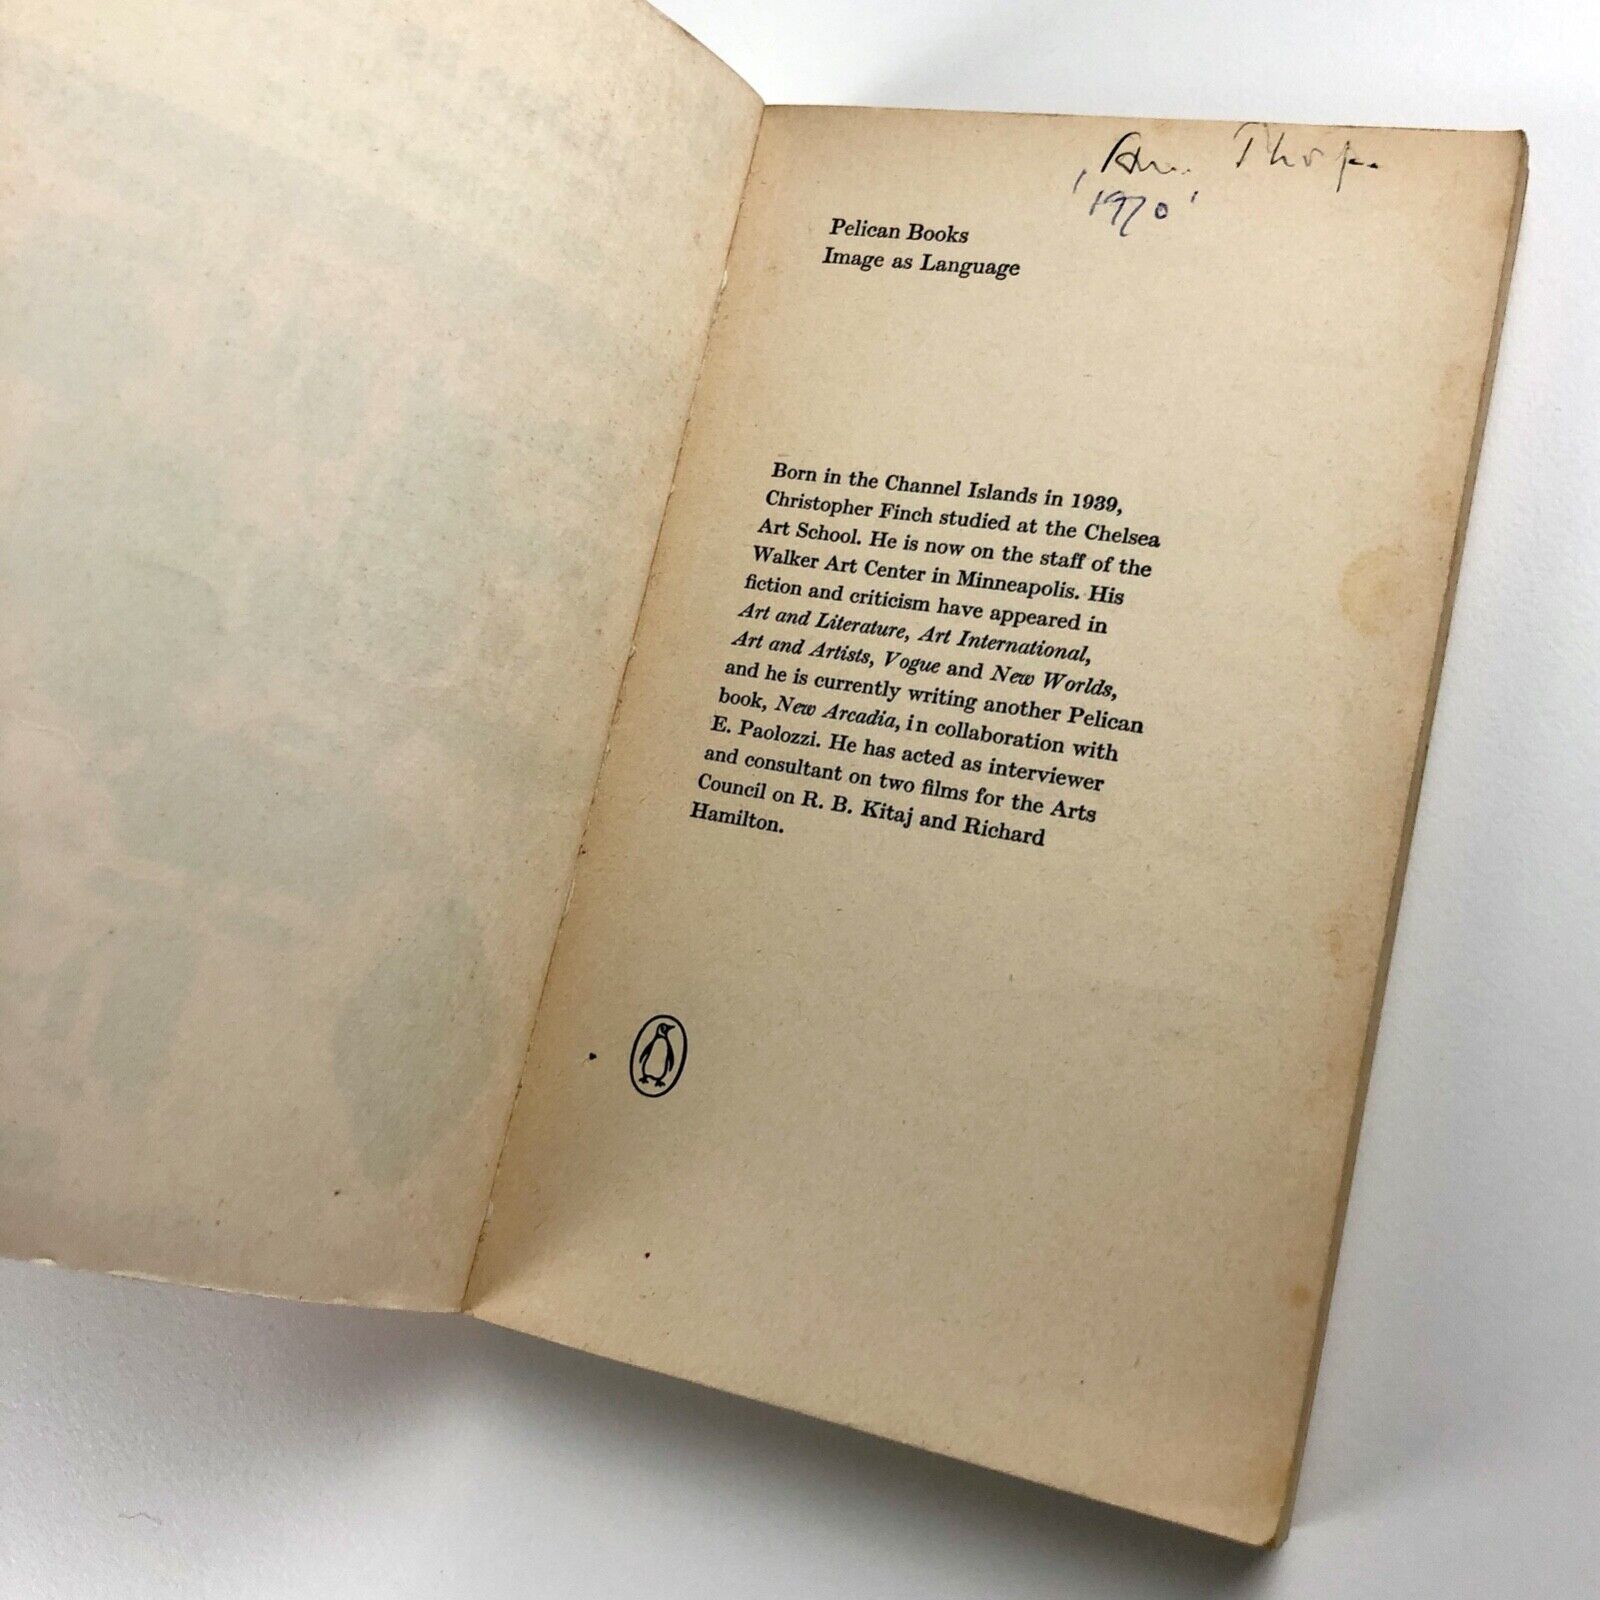 Thorpe
'1970'
Pelican Books
Image as Language
Born in the Channel Islands in 1939,
Christopher Finch studied at the Chelsea
Art School. He is now on the staff of the
Walker Art Center in Minneapolis. His
fiction and criticism have appeared in
Art and Literature, Art International,
Art and Artists, Vogue and New Worlds,
and he is currently writing another Pelican
book, New Arcadia, in collaboration with
E. Paolozzi. He has acted as interviewer
and consultant on two films for the Arts
Council on R. B. Kitaj and Richard
Hamilton.